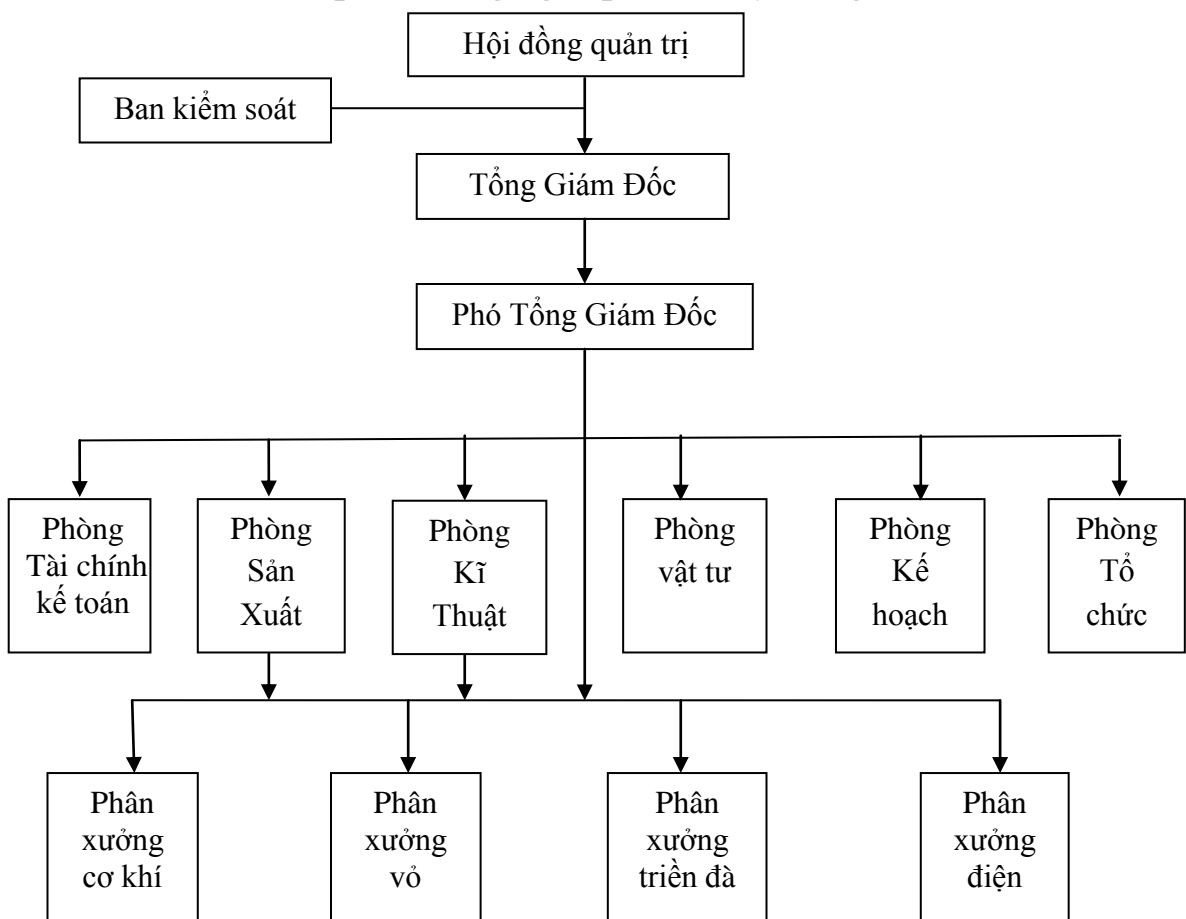 Hội đồng quản trị
Ban kiểm soát
Tổng Giám Đốc
Phó Tổng Giám Đốc
Phòng
Tài chính
kế toán
Phòng
Sản
Xuất
Phòng
Kĩ
Thuật
Phòng
vật tư
Phòng
Kế
hoạch
Phòng
Tổ
chức
Phân
xưởng
cơ khí
Phân
xưởng
vỏ
Phân
xưởng
triền đà
Phân
xưởng
điện